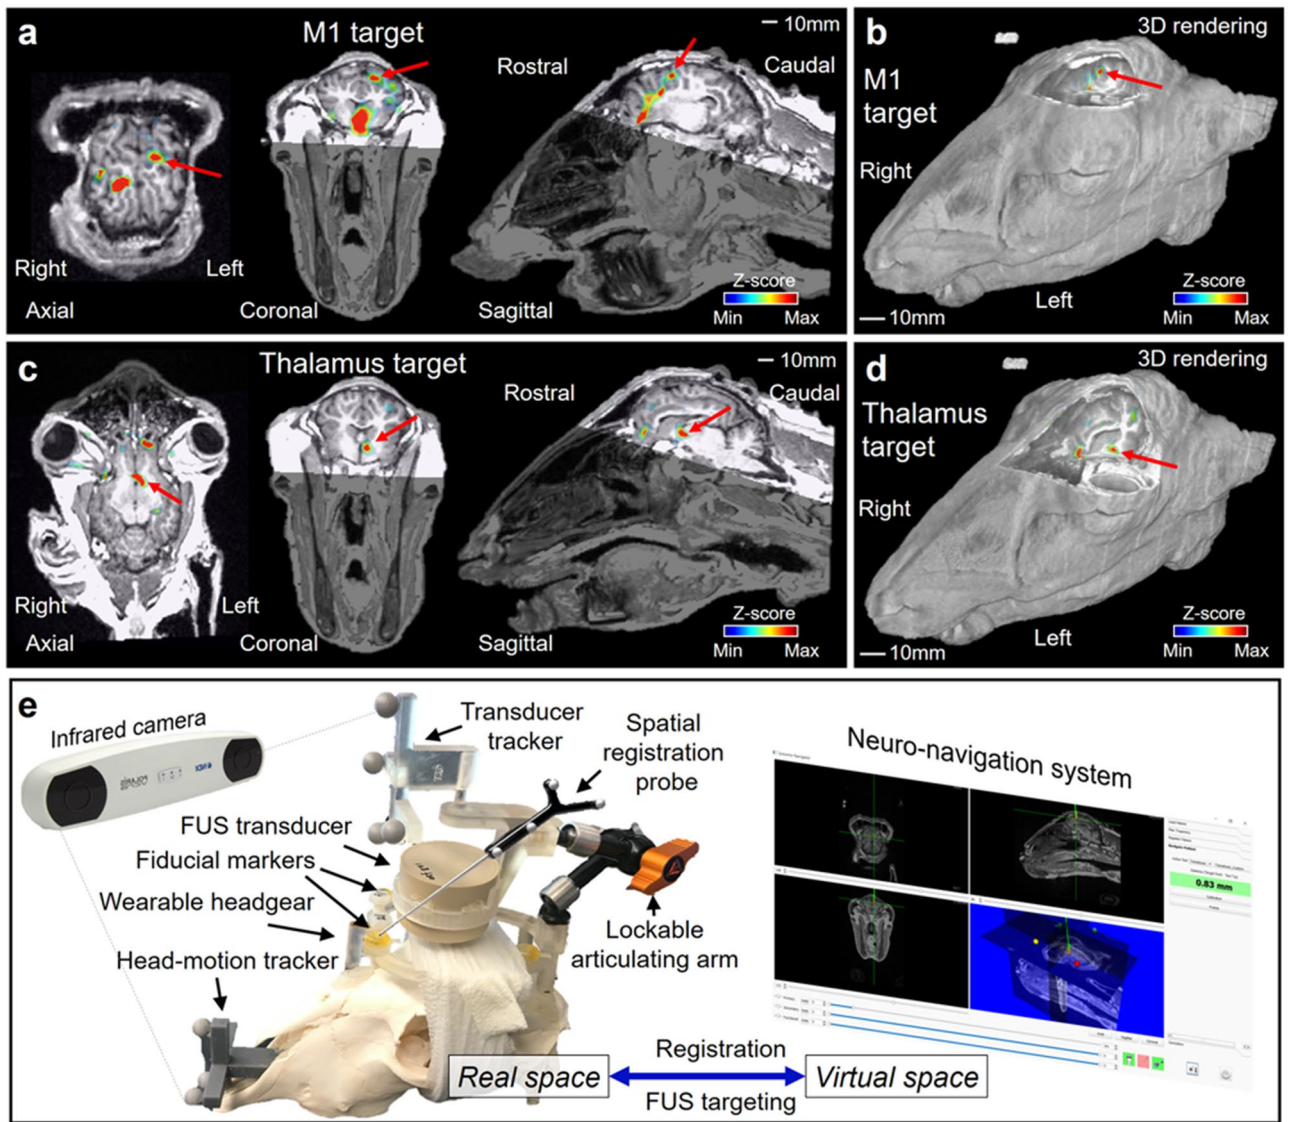 a
M1 target
10mm
Rostral
Caudal
Right
Left
Axial
Coronal
Sagittal
Z-score
Min
Max
b
3D rendering
M1
target
Right
Left
Z-score
Min
Max
10mm
c
Thalamus target
10mm
Rostral
Caudal
Right
Left
Axial
Coronal
Sagittal
Z-score
Min
Max
d
3D rendering
Thalamus
target
Right
Left
Z-score
Min
Max
10mm
e
Infrared camera
POLARIS
NDI
Transducer
tracker
Spatial
registration
probe
FUS transducer
Fiducial markers
Wearable headgear
Head-motion tracker
Lockable
articulating arm
Neuro-navigation system
0.83 mm
Real space
Registration
FUS targeting
Virtual space